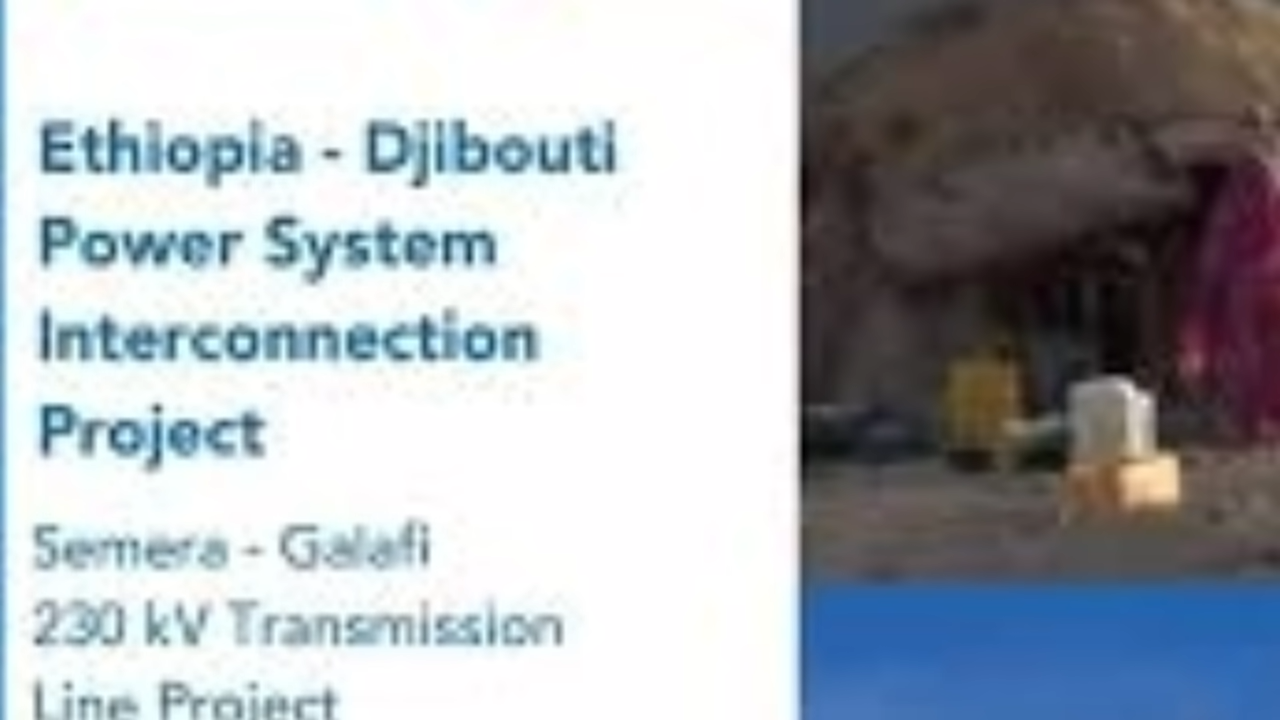 Ethiopia - Djibouti
Power System
Interconnection
Project
Semera - Galafi
230 kV Transmission
Line Project